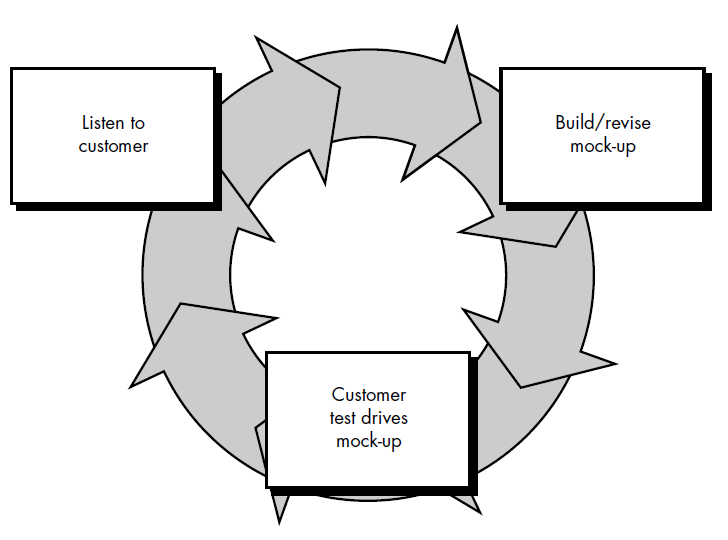 Listen to
customer
Build/revise
mock-up
Customer
test drives
mock-up